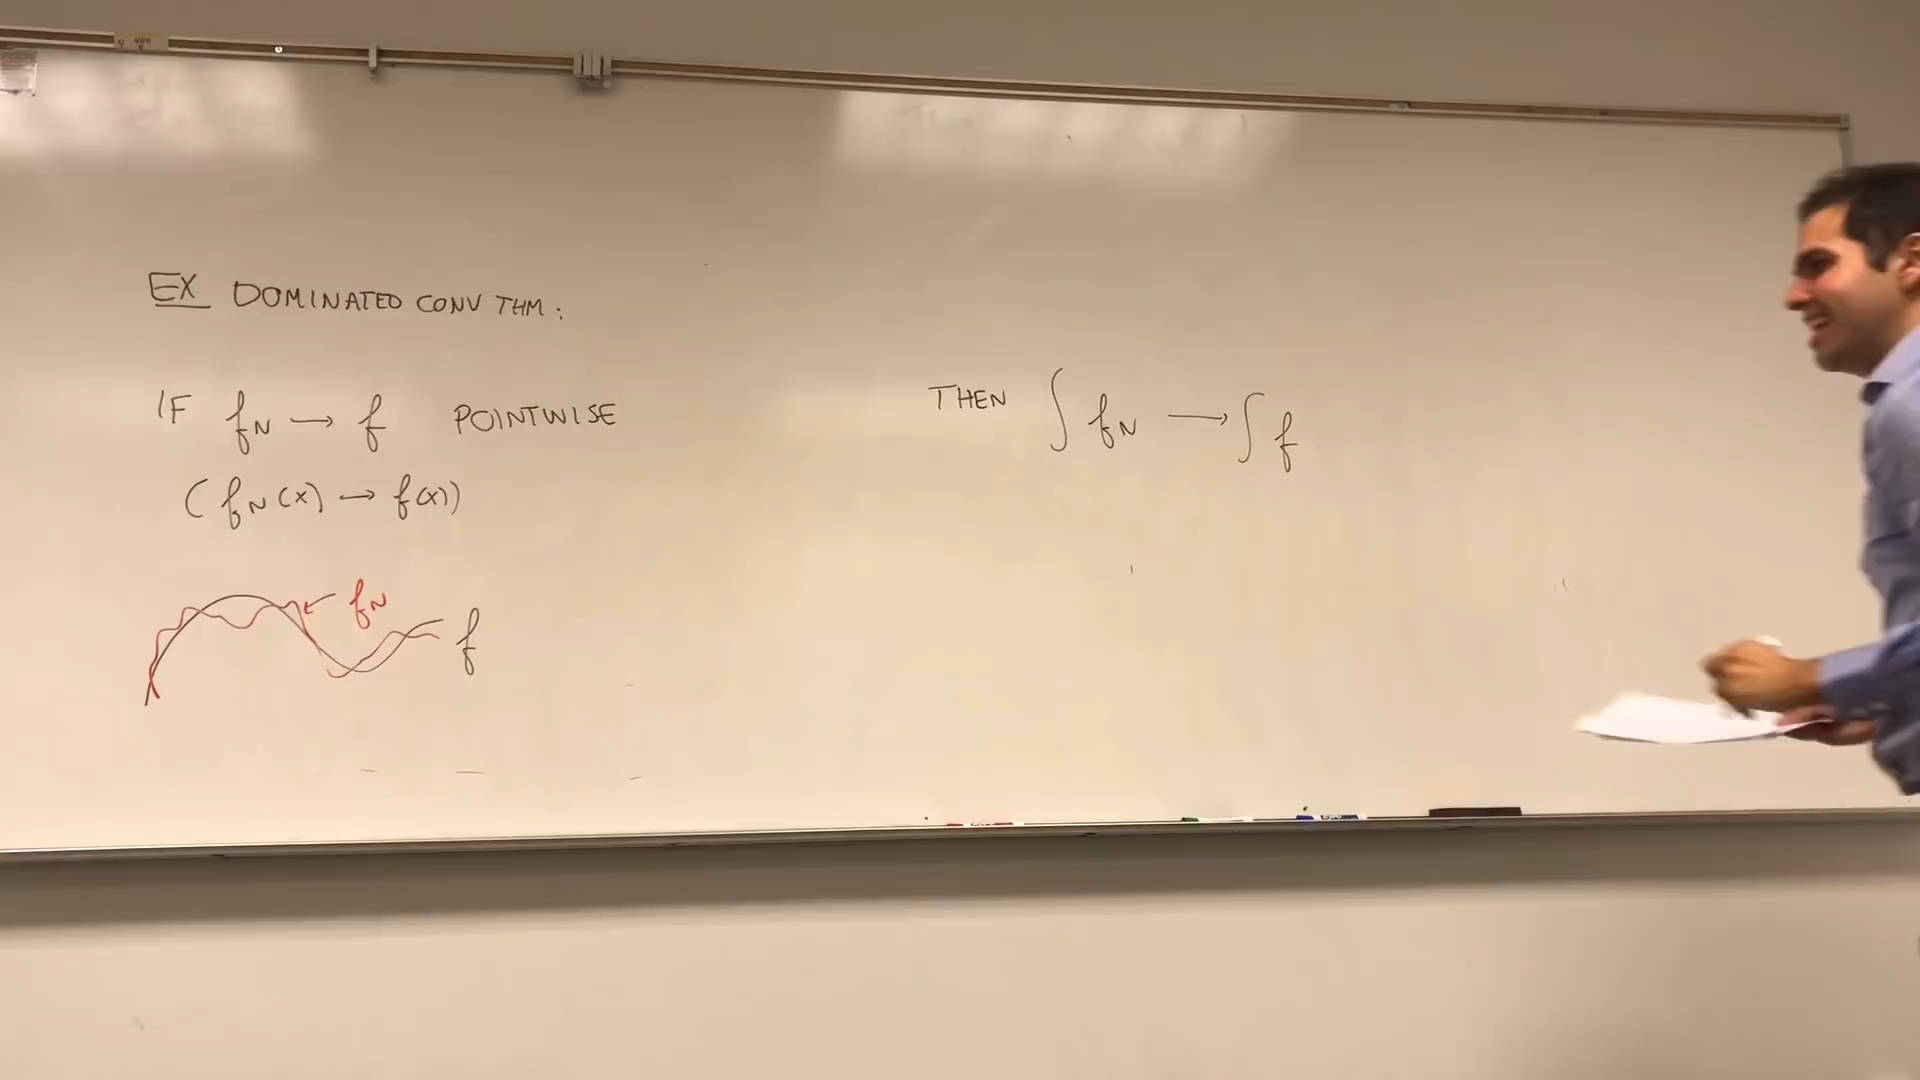 EX DOMINATED CONV THM:
IF fN → f POINTWISE
(fN(x) → f(x))
fN
f
THEN ∫ fN → ∫ f